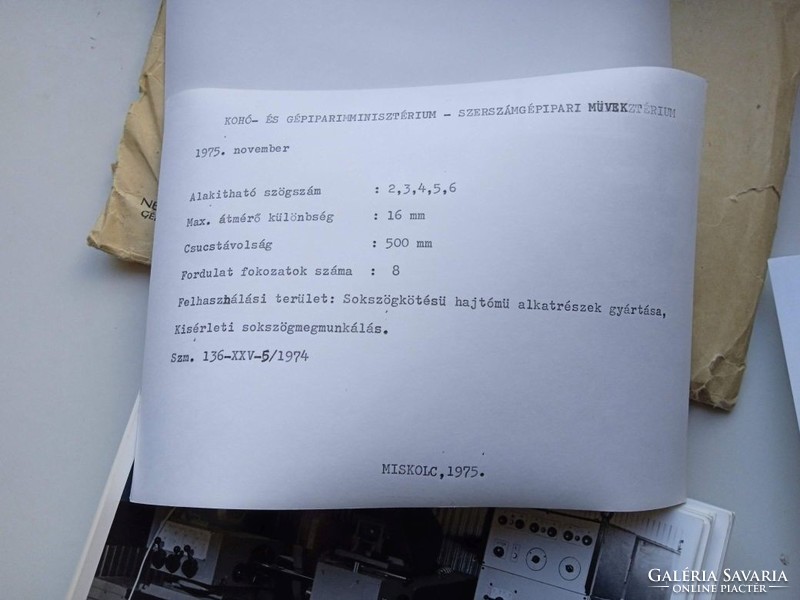 KOHÓ- ÉS GÉPIPARIMMINISZTÉRIUM - SZERSZÁMGÉPIPARI MÜVEKZTÉRIUM
1975. november
Alakitható szögszám : 2,3,4,5,6
Max. átmérő különbség : 16 mm
Csucstávolság : 500 mm
Fordulat fokozatok száma : 8
Felhaszhálási terület: Sokszögkötésü hajtómü alkatrészek gyártása,
Kisérleti sokszögmegmunkálás.
Szm. 136-XXV-5/1974
MISKOLC,1975.
GALÉRIA SAVARIA
ONLINE PIACTÉR